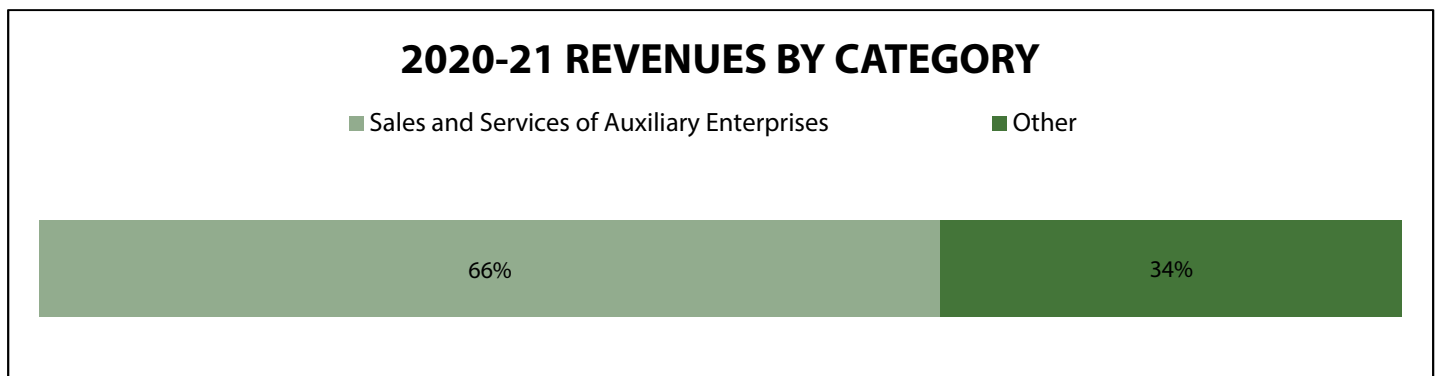 2020-21 REVENUES BY CATEGORY
Sales and Services of Auxiliary Enterprises Other
66% 34%